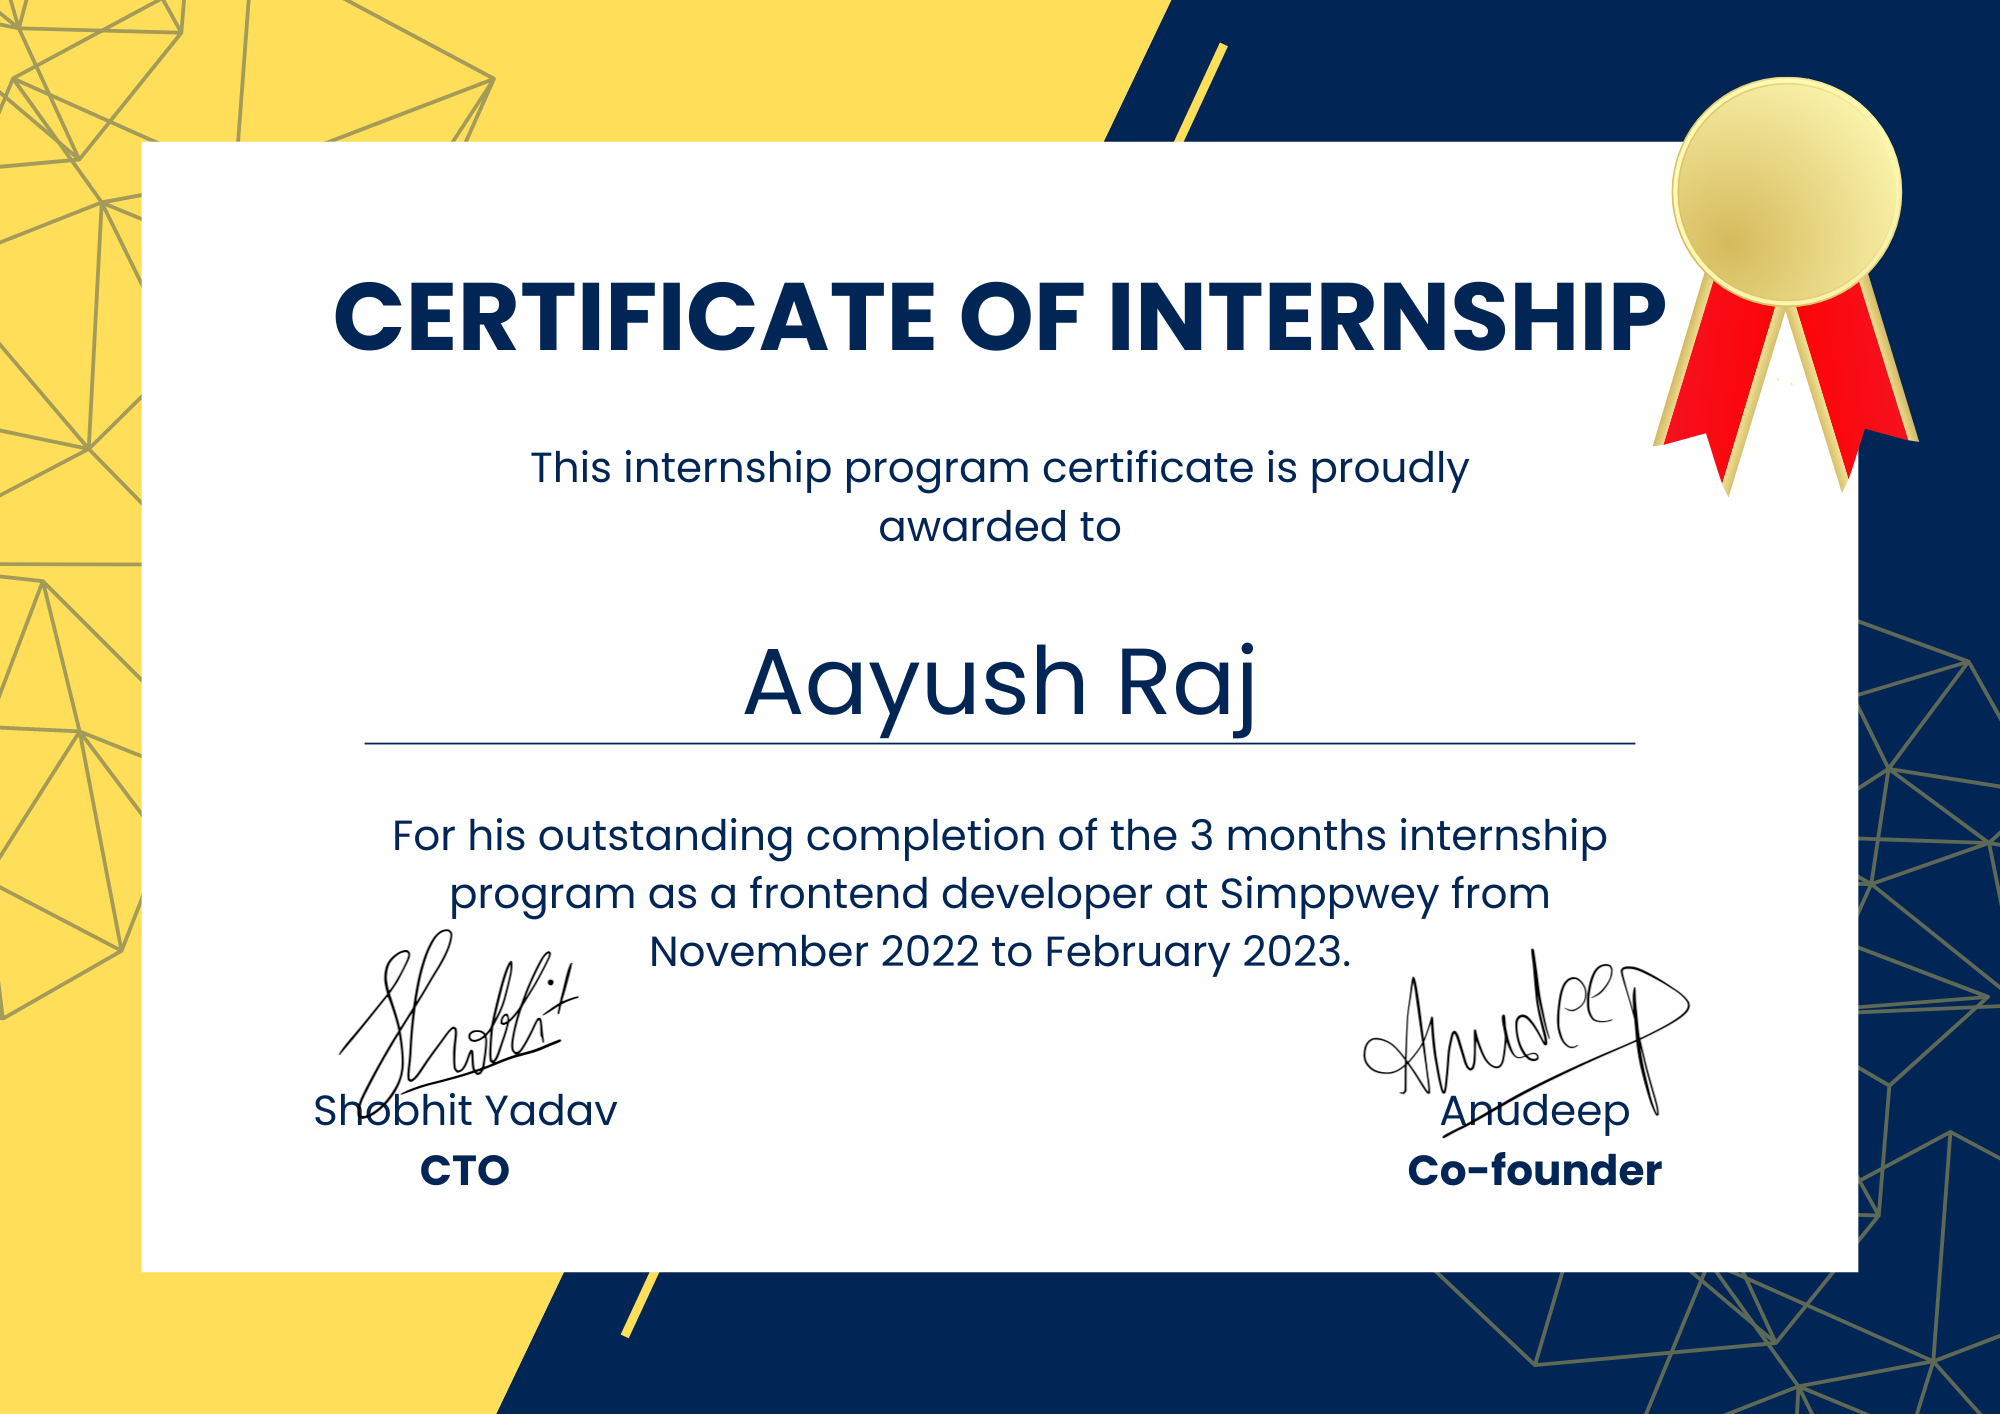 CERTIFICATE OF INTERNSHIP
This internship program certificate is proudly
awarded to
Aayush Raj
For his outstanding completion of the 3 months internship
program as a frontend developer at Simppwey from
November 2022 to February 2023.
Shobhit
Anudeep
Shobhit Yadav
Anudeep
CTO
Co-founder